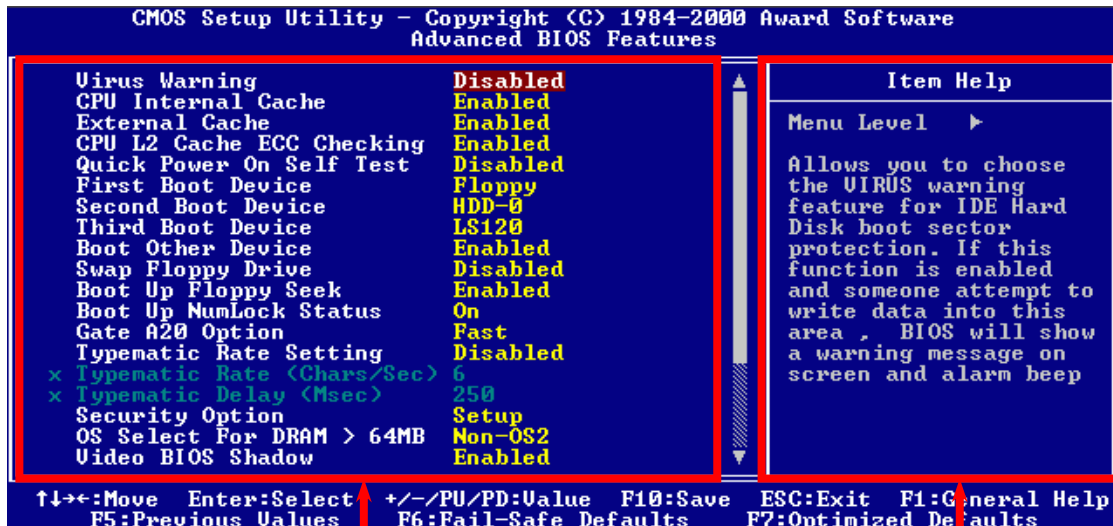 CMOS Setup Utility – Copyright (C) 1984–2000 Award Software
Advanced BIOS Features
Virus Warning Disabled
CPU Internal Cache Enabled
External Cache Enabled
CPU L2 Cache ECC Checking Enabled
Quick Power On Self Test Disabled
First Boot Device Floppy
Second Boot Device HDD-0
Third Boot Device LS120
Boot Other Device Enabled
Swap Floppy Drive Disabled
Boot Up Floppy Seek Enabled
Boot Up NumLock Status On
Gate A20 Option Fast
Typematic Rate Setting Disabled
x Typematic Rate (Chars/Sec) 6
x Typematic Delay (Msec) 250
Security Option Setup
OS Select For DRAM > 64MB Non-OS2
Video BIOS Shadow Enabled
Item Help
Menu Level ▶
Allows you to choose
the VIRUS warning
feature for IDE Hard
Disk boot sector
protection. If this
function is enabled
and someone attempt to
write data into this
area , BIOS will show
a warning message on
screen and alarm beep
↑↓→←:Move Enter:Select +/-/PU/PD:Value F10:Save ESC:Exit F1:General Help
F5:Previous Values F6:Fail-Safe Defaults F7:Optimized Defaults